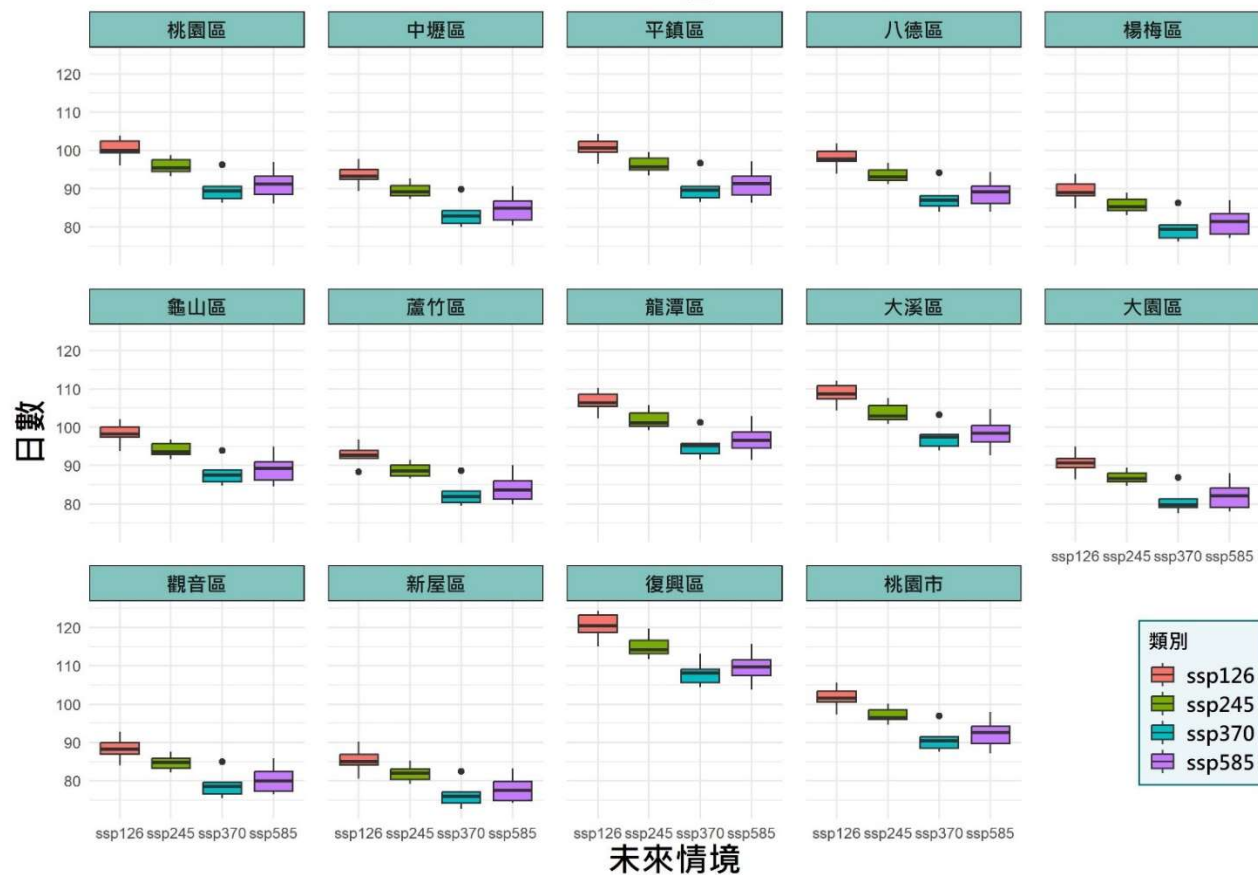 桃園區 中壢區 平鎮區 八德區 楊梅區
120
110
100
90
80
龜山區 蘆竹區 龍潭區 大溪區 大園區
120
110
100
90
80
ssp126 ssp245 ssp370 ssp585
觀音區 新屋區 復興區 桃園市
120
110
100
90
80
ssp126 ssp245 ssp370 ssp585 ssp126 ssp245 ssp370 ssp585 ssp126 ssp245 ssp370 ssp585 ssp126 ssp245 ssp370 ssp585
日數
未來情境
類別
ssp126
ssp245
ssp370
ssp585